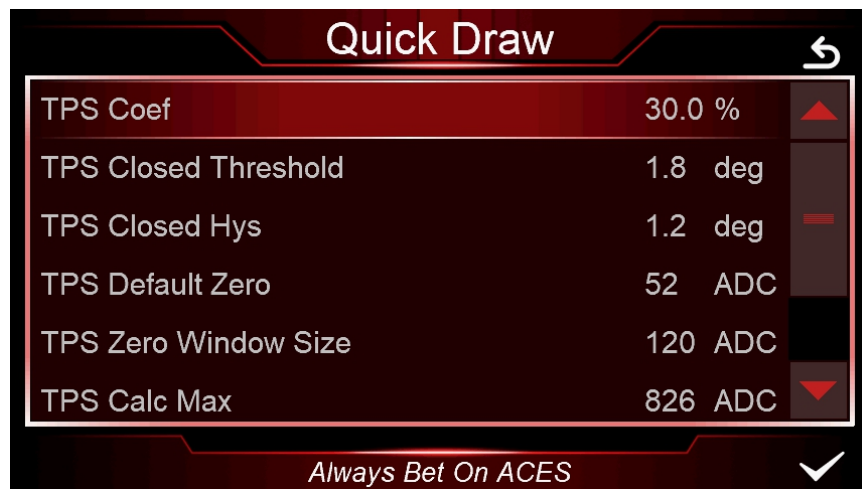 Quick Draw
TPS Coef 30.0 %
TPS Closed Threshold 1.8 deg
TPS Closed Hys 1.2 deg
TPS Default Zero 52 ADC
TPS Zero Window Size 120 ADC
TPS Calc Max 826 ADC
Always Bet On ACES